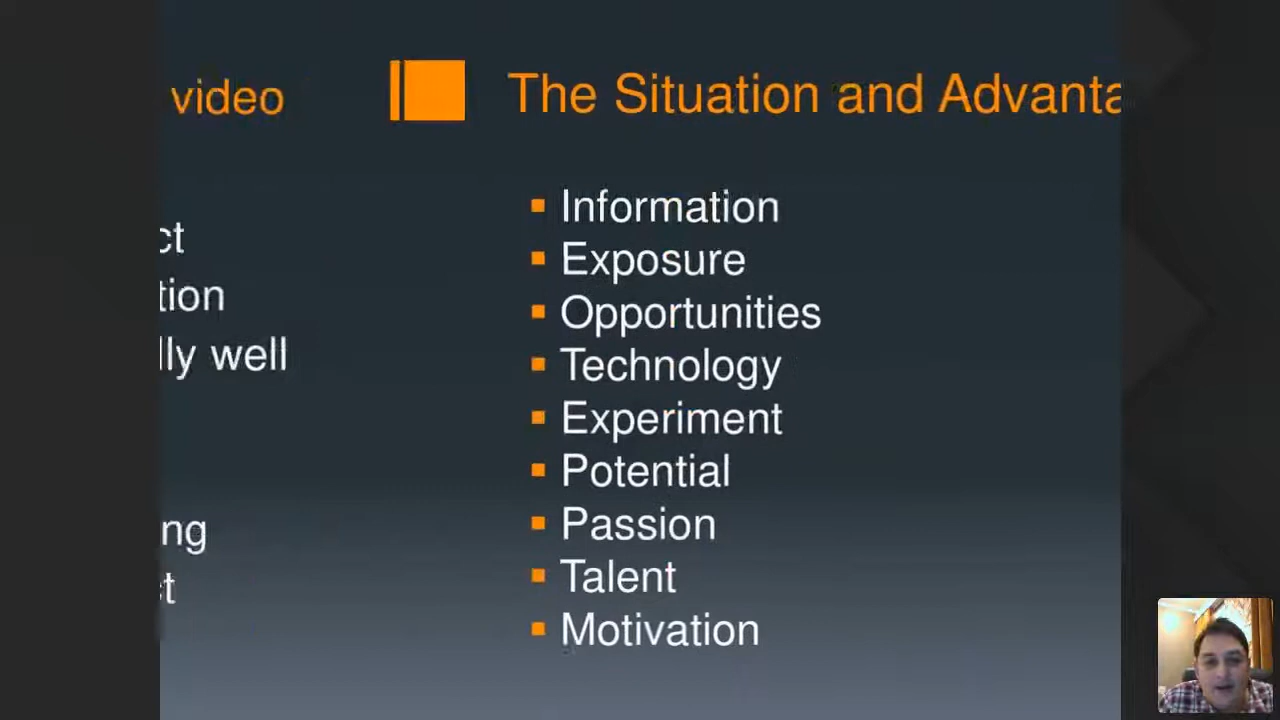 video
ct
tion
lly well
ng
t
The Situation and Advanta
Information
Exposure
Opportunities
Technology
Experiment
Potential
Passion
Talent
Motivation